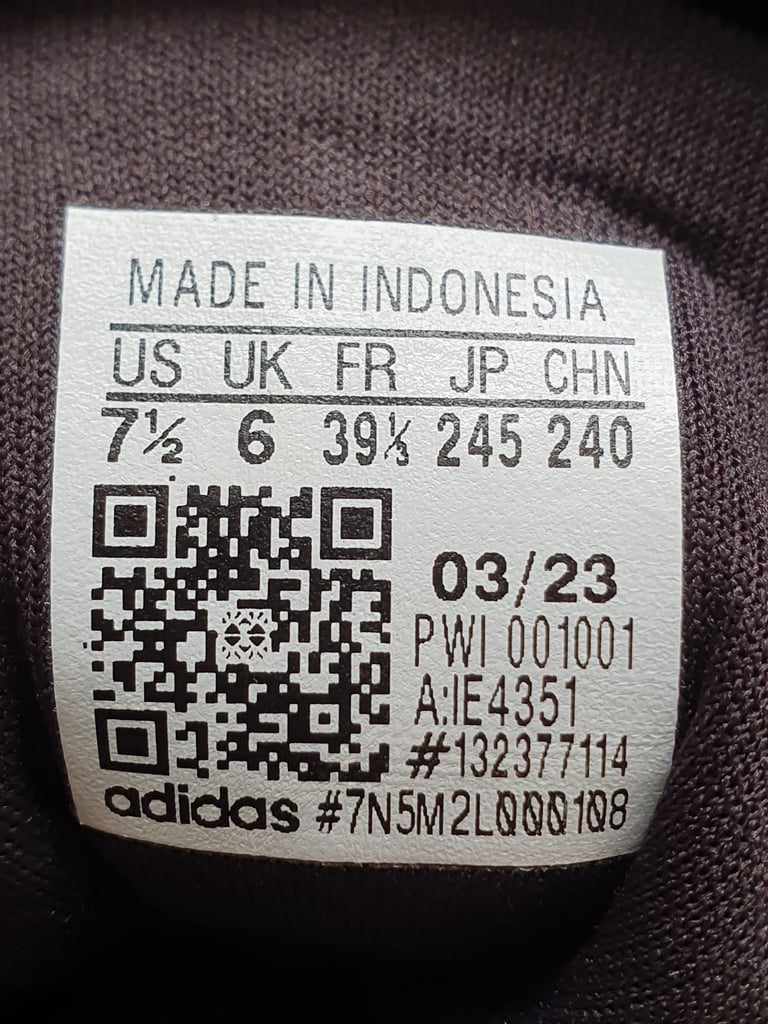 MADE IN INDONESIA
US UK FR JP CHN
7½ 6 39⅓ 245 240
03/23
PWI 001001
A:IE4351
#132377114
adidas #7N5M2L000108